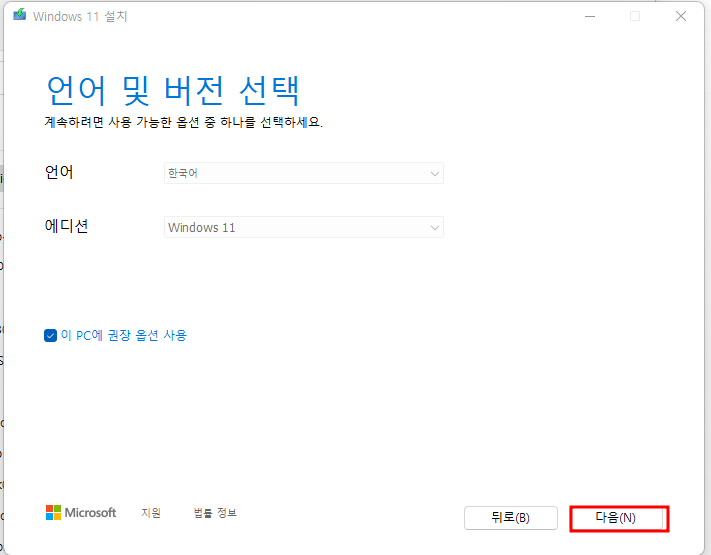 Windows 11 설치
언어 및 버전 선택
계속하려면 사용 가능한 옵션 중 하나를 선택하세요.
언어
한국어
에디션
Windows 11
이 PC에 권장 옵션 사용
Microsoft
지원
법률 정보
뒤로(B)
다음(N)